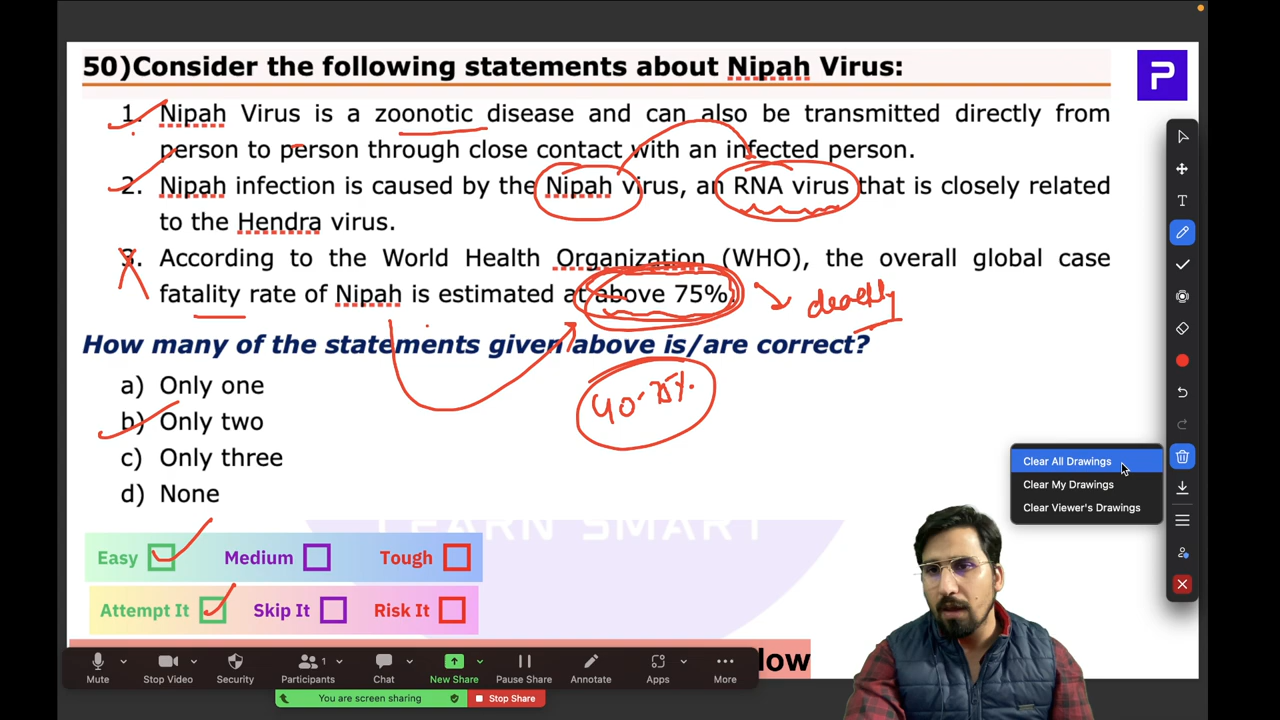 50)Consider the following statements about Nipah Virus:
P
1. Nipah Virus is a zoonotic disease and can also be transmitted directly from
person to person through close contact with an infected person.
2. Nipah infection is caused by the Nipah virus, an RNA virus that is closely related
to the Hendra virus.
3. According to the World Health Organization (WHO), the overall global case
fatality rate of Nipah is estimated at above 75%.
deadly
How many of the statements given above is/are correct?
a) Only one
40-75%.
b) Only two
c) Only three
d) None
Clear All Drawings
Clear My Drawings
Clear Viewer's Drawings
LEARN SMART
Easy Medium Tough
Attempt It Skip It Risk It
low
1
Mute Stop Video Security Participants Chat New Share Pause Share Annotate Apps More
You are screen sharing Stop Share